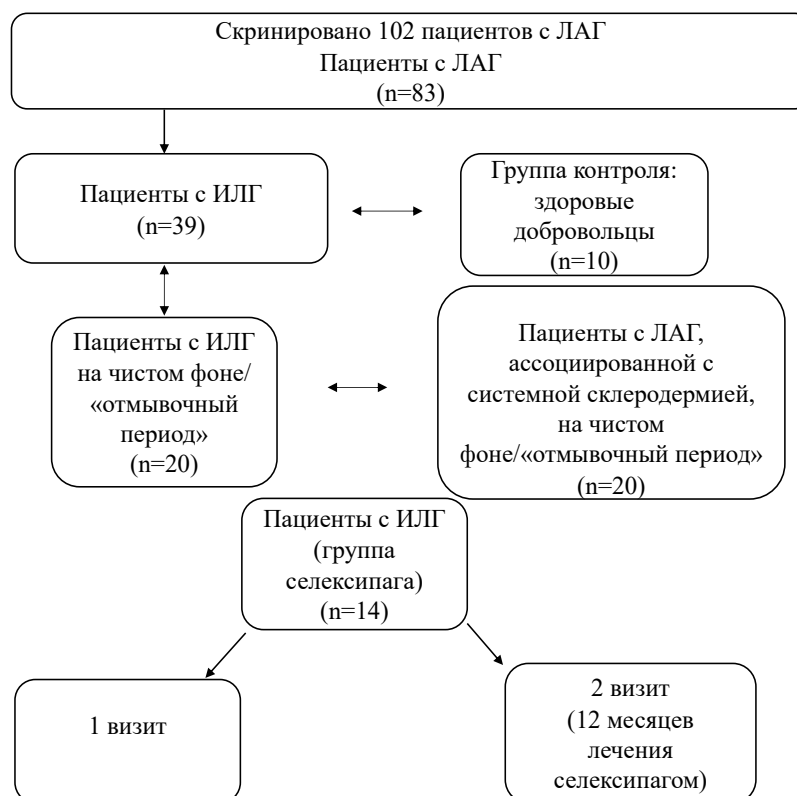 Скринировано 102 пациентов с ЛАГ
Пациенты с ЛАГ
(n=83)
Пациенты с ИЛГ
(n=39)
Группа контроля:
здоровые
добровольцы
(n=10)
Пациенты с ИЛГ
на чистом фоне/
«отмывочный
период»
(n=20)
Пациенты с ЛАГ,
ассоциированной с
системной склеродермией,
на чистом
фоне/«отмывочный период»
(n=20)
Пациенты с ИЛГ
(группа
селексипага)
(n=14)
1 визит
2 визит
(12 месяцев
лечения
селексипагом)